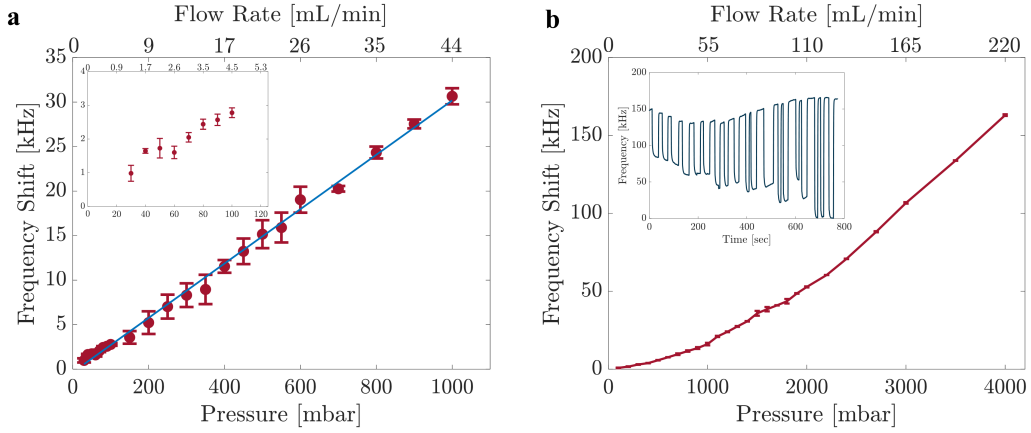 a
Flow Rate [mL/min]
0 9 17 26 35 44
35
30
25
20
15
10
5
0
Frequency Shift [kHz]
0 200 400 600 800 1000
Pressure [mbar]
0 0.9 1.7 2.6 3.5 4.5 5.3
4
3
2
1
0
0 20 40 60 80 100 120
b
Flow Rate [mL/min]
0 55 110 165 220
200
150
100
50
0
Frequency Shift [kHz]
0 1000 2000 3000 4000
Pressure [mbar]
200
150
100
50
0
Frequency [kHz]
0 200 400 600 800
Time [sec]